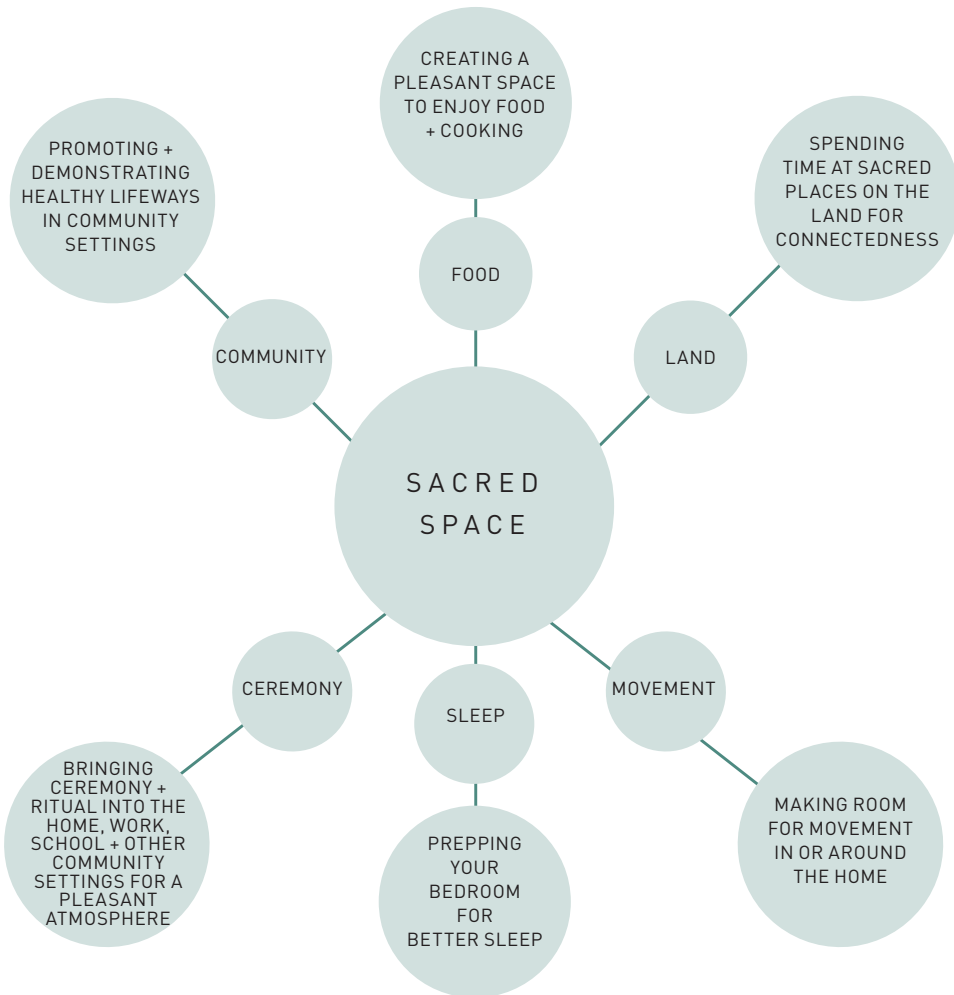 CREATING A
PLEASANT SPACE
TO ENJOY FOOD
+ COOKING
PROMOTING +
DEMONSTRATING
HEALTHY LIFEWAYS
IN COMMUNITY
SETTINGS
SPENDING
TIME AT SACRED
PLACES ON THE
LAND FOR
CONNECTEDNESS
FOOD
COMMUNITY
LAND
SACRED
SPACE
CEREMONY
SLEEP
MOVEMENT
BRINGING
CEREMONY +
RITUAL INTO THE
HOME, WORK,
SCHOOL + OTHER
COMMUNITY
SETTINGS FOR A
PLEASANT
ATMOSPHERE
PREPPING
YOUR
BEDROOM
FOR
BETTER SLEEP
MAKING ROOM
FOR MOVEMENT
IN OR AROUND
THE HOME